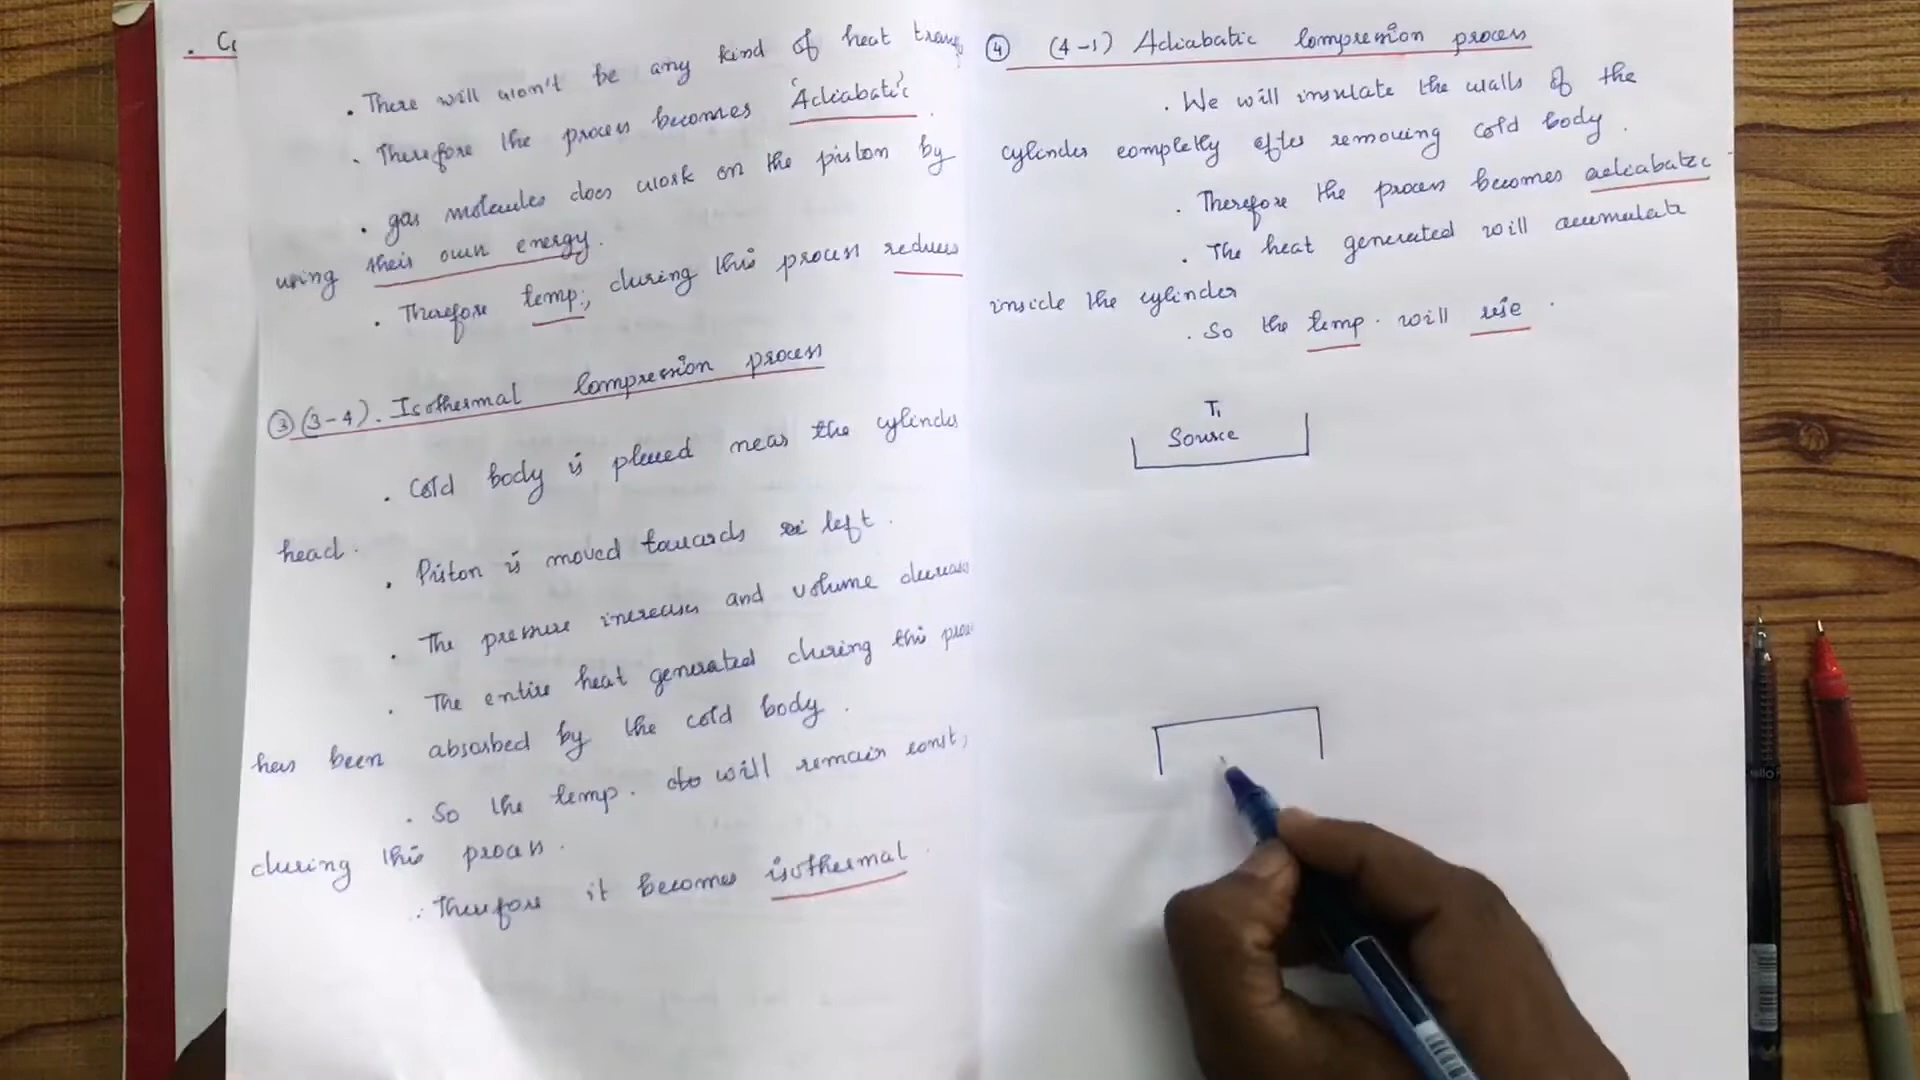 . There will won't be any kind of heat
. Therefore the process becomes 'Adiabatic'.
. gas molecules does work on the piston by
using their own energy.
. Therefore temp:, during this process reduces
③ (3-4). Isothermal Compression process
. Cold body is placed near the cylinder
head.
. Piston is moved towards left.
. The pressure increases and volume
. The entire heat generated during this
has been absorbed by the cold body.
. So the temp. will remain const,
during this process.
. Therefore it becomes isothermal.
④ (4-1) Adiabatic Compression process
. We will insulate the walls of the
cylinder completly after removing cold body.
. Therefore the process becomes adiabatic.
. The heat generated will accumulate
inside the cylinder
. So the temp. will rise.
T1
Source